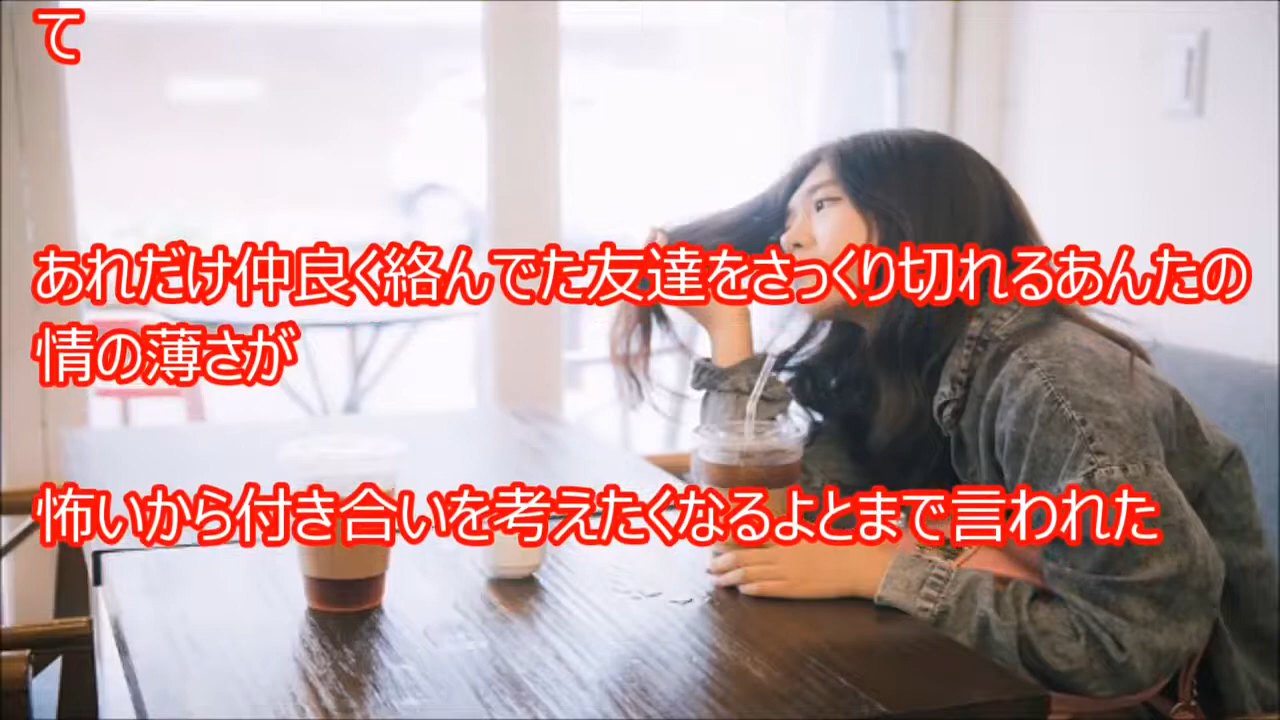 て
あれだけ仲良く絡んでた友達をさっくり切れるあんたの
情の薄さが
怖いから付き合いを考えたくなるよとまで言われた